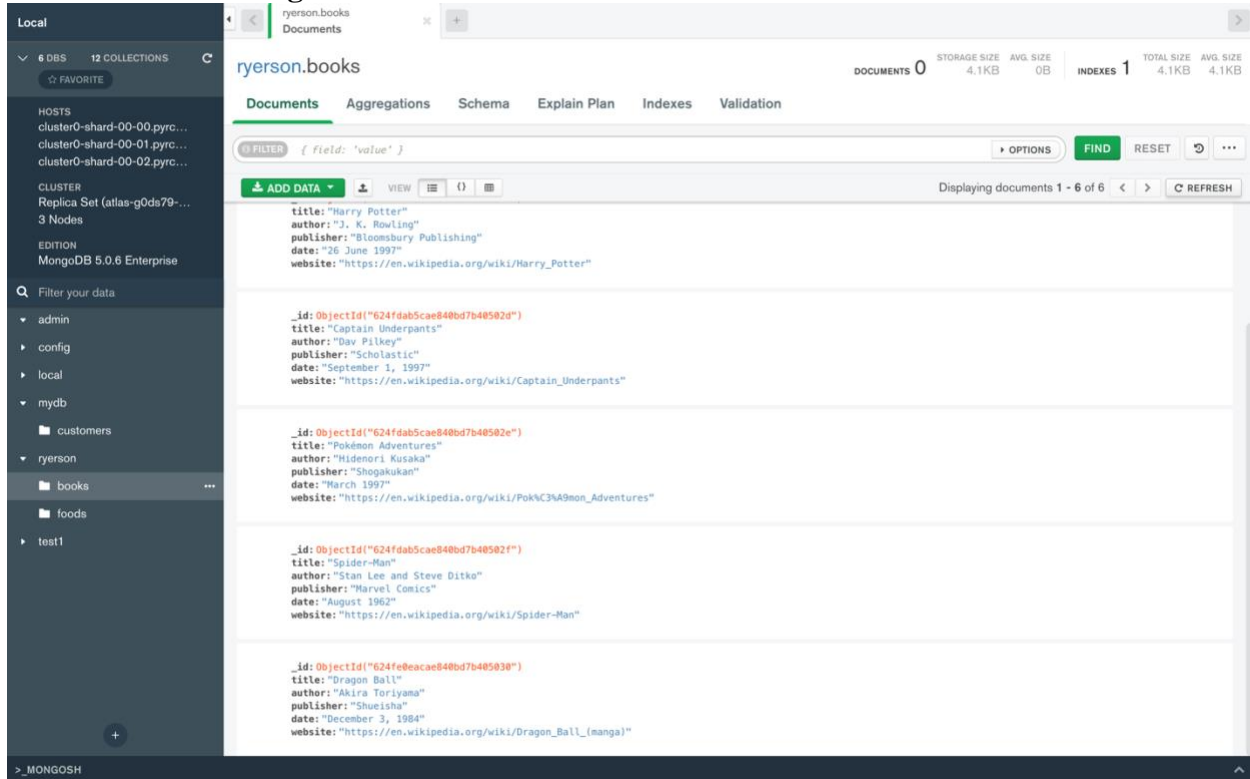 Local
6 DBS 12 COLLECTIONS
☆ FAVORITE
HOSTS
cluster0-shard-00-00.pyrc...
cluster0-shard-00-01.pyrc...
cluster0-shard-00-02.pyrc...
CLUSTER
Replica Set (atlas-g0ds79-...
3 Nodes
EDITION
MongoDB 5.0.6 Enterprise
Filter your data
admin
config
local
mydb
customers
ryerson
books
foods
test1
>_MONGOSH
ryerson.books
Documents
ryerson.books
DOCUMENTS 0 STORAGE SIZE 4.1KB AVG. SIZE 0B INDEXES 1 TOTAL SIZE 4.1KB AVG. SIZE 4.1KB
Documents Aggregations Schema Explain Plan Indexes Validation
FILTER { field: 'value' } OPTIONS FIND RESET ...
ADD DATA VIEW {} Displaying documents 1 - 6 of 6 < > REFRESH
title: "Harry Potter"
author: "J. K. Rowling"
publisher: "Bloomsbury Publishing"
date: "26 June 1997"
website: "https://en.wikipedia.org/wiki/Harry_Potter"
_id: ObjectId("624fdab5cae840bd7b40502d")
title: "Captain Underpants"
author: "Dav Pilkey"
publisher: "Scholastic"
date: "September 1, 1997"
website: "https://en.wikipedia.org/wiki/Captain_Underpants"
_id: ObjectId("624fdab5cae840bd7b40502e")
title: "Pokémon Adventures"
author: "Hidenori Kusaka"
publisher: "Shogakukan"
date: "March 1997"
website: "https://en.wikipedia.org/wiki/Pok%C3%A9mon_Adventures"
_id: ObjectId("624fdab5cae840bd7b40502f")
title: "Spider-Man"
author: "Stan Lee and Steve Ditko"
publisher: "Marvel Comics"
date: "August 1962"
website: "https://en.wikipedia.org/wiki/Spider-Man"
_id: ObjectId("624fe0eacae840bd7b405030")
title: "Dragon Ball"
author: "Akira Toriyama"
publisher: "Shueisha"
date: "December 3, 1984"
website: "https://en.wikipedia.org/wiki/Dragon_Ball_(manga)"